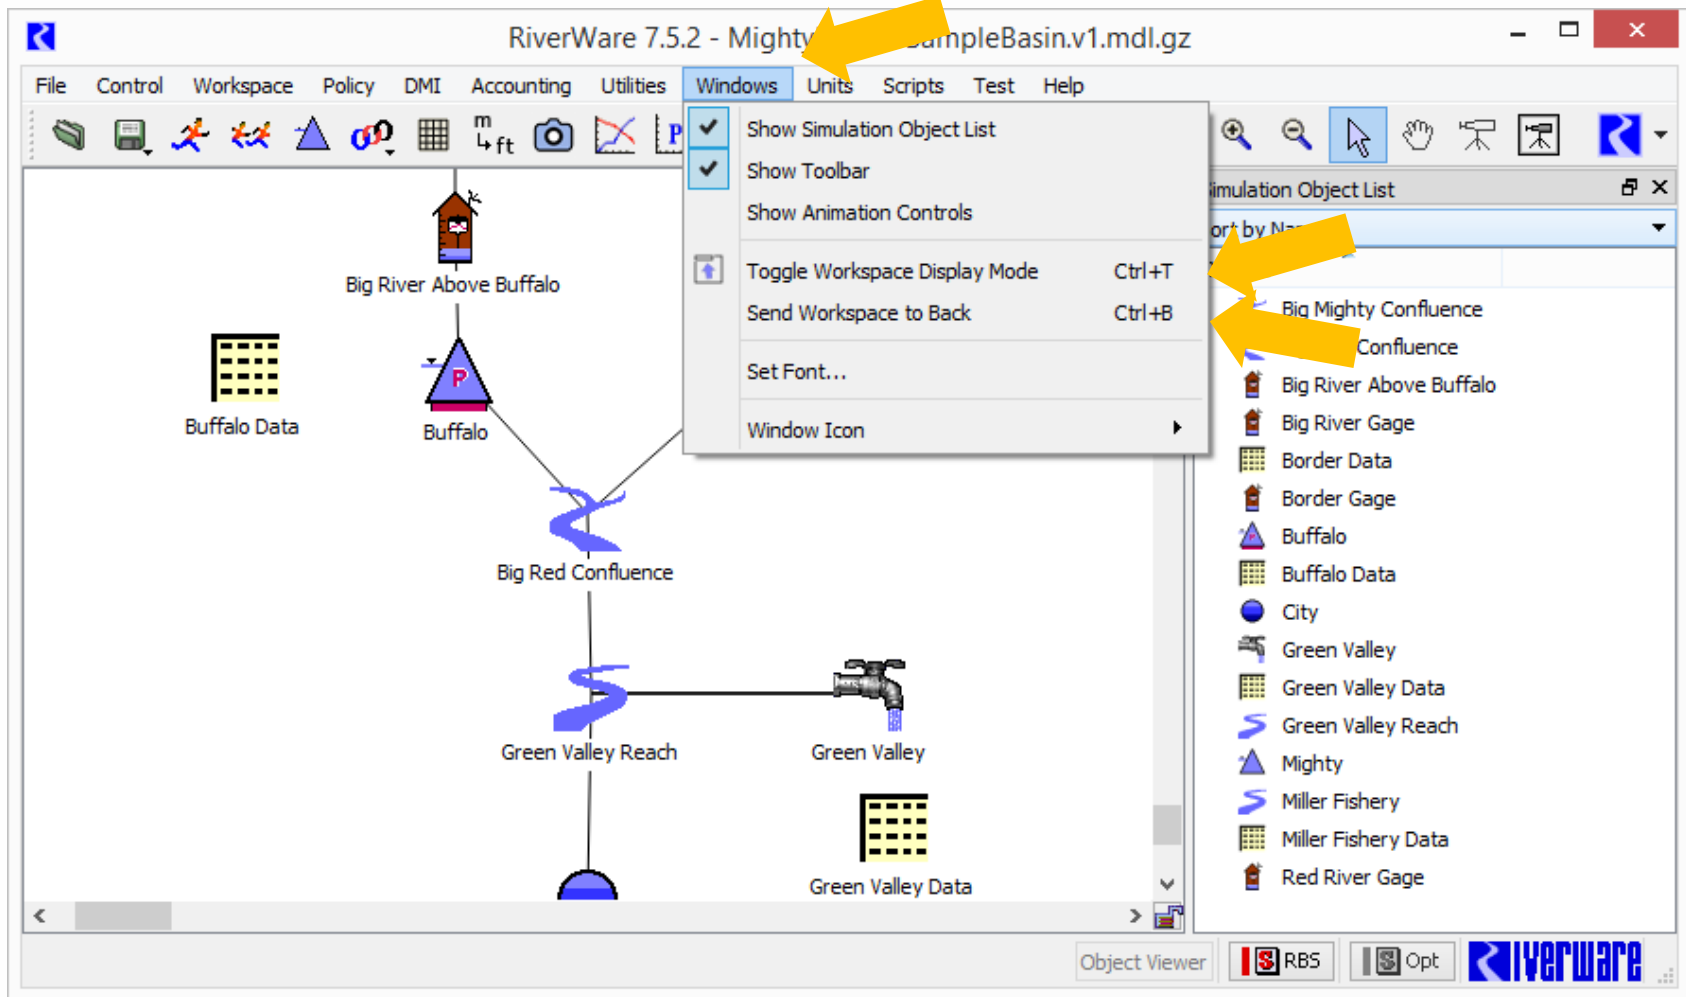 RiverWare 7.5.2 - Might pleBasin.v1.mdl.gz
File Control Workspace Policy DMI Accounting Utilities Windows Units Scripts Test Help
m
ft
P
Show Simulation Object List
Show Toolbar
Show Animation Controls
Toggle Workspace Display Mode Ctrl+T
Send Workspace to Back Ctrl+B
Set Font...
Window Icon
Big River Above Buffalo
Buffalo Data
P
Buffalo
Big Red Confluence
Green Valley Reach
Green Valley
Green Valley Data
imulation Object List
ort by
Big Mighty Confluence
Confluence
Big River Above Buffalo
Big River Gage
Border Data
Border Gage
Buffalo
Buffalo Data
City
Green Valley
Green Valley Data
Green Valley Reach
Mighty
Miller Fishery
Miller Fishery Data
Red River Gage
Object Viewer
S RBS
S Opt
Riverware